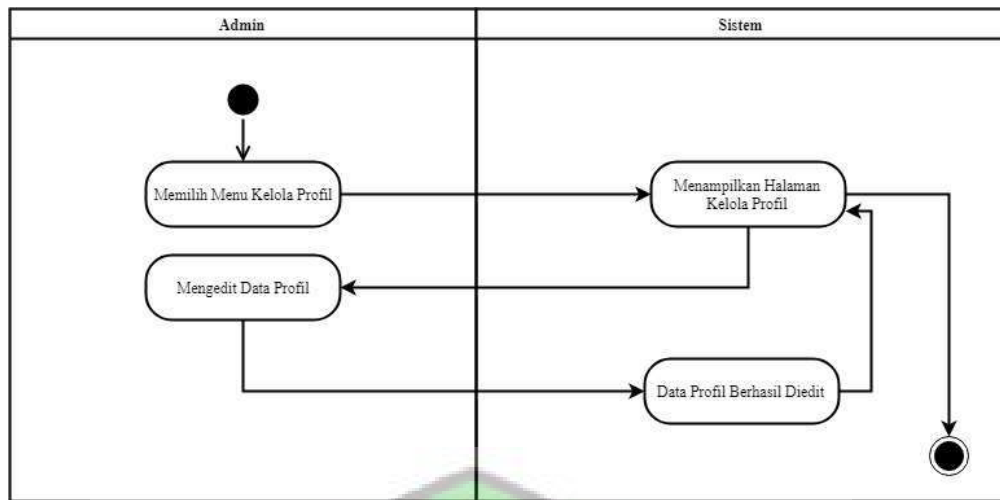 Admin
Sistem
Memilih Menu Kelola Profil
Menampilkan Halaman
Kelola Profil
Mengedit Data Profil
Data Profil Berhasil Diedit